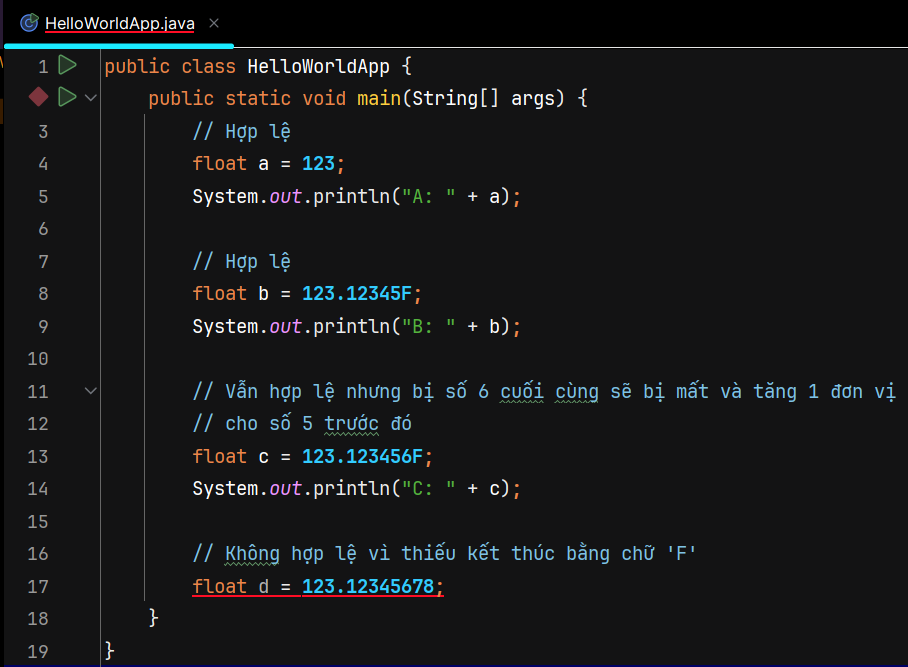 HelloWorldApp.java
1 public class HelloWorldApp {
public static void main(String[] args) {
3 // Hợp lệ
4 float a = 123;
5 System.out.println("A: " + a);
6
7 // Hợp lệ
8 float b = 123.12345F;
9 System.out.println("B: " + b);
10
11 // Vẫn hợp lệ nhưng bị số 6 cuối cùng sẽ bị mất và tăng 1 đơn vị
12 // cho số 5 trước đó
13 float c = 123.123456F;
14 System.out.println("C: " + c);
15
16 // Không hợp lệ vì thiếu kết thúc bằng chữ 'F'
17 float d = 123.12345678;
18 }
19 }